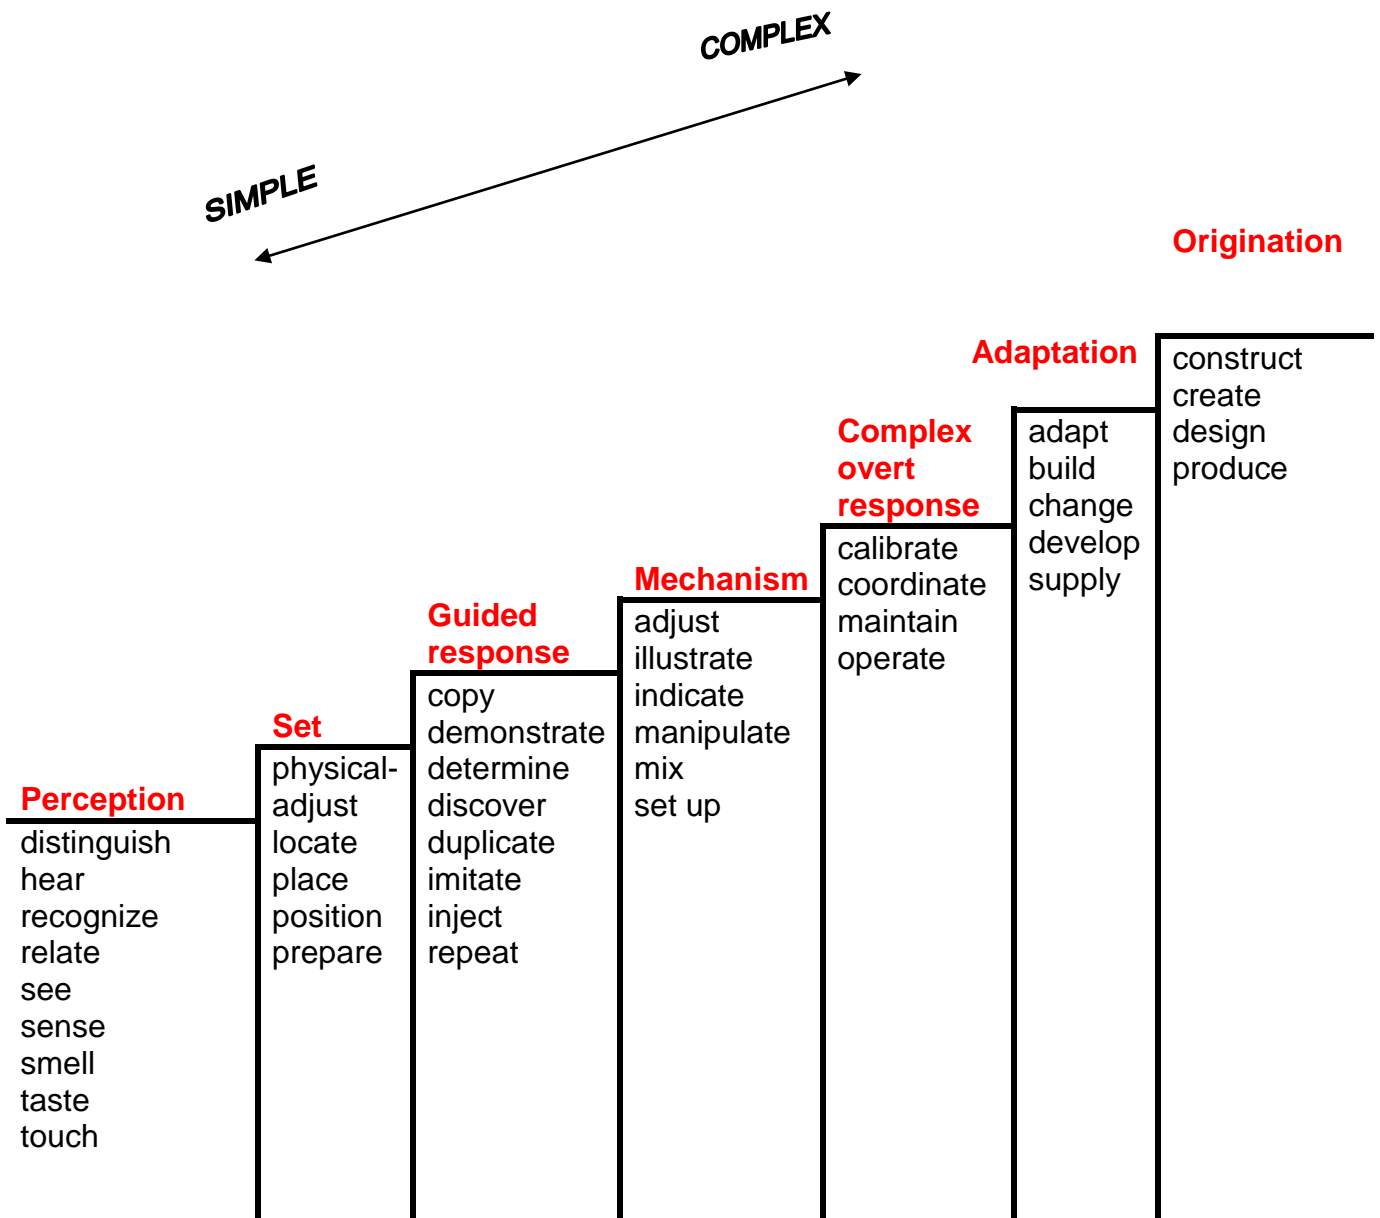 COMPLEX
SIMPLE
Origination
construct
create
design
produce
Adaptation
adapt
build
change
develop
supply
Complex
overt
response
calibrate
coordinate
maintain
operate
Mechanism
adjust
illustrate
indicate
manipulate
mix
set up
Guided
response
copy
demonstrate
determine
discover
duplicate
imitate
inject
repeat
Set
physical-
adjust
locate
place
position
prepare
Perception
distinguish
hear
recognize
relate
see
sense
smell
taste
touch